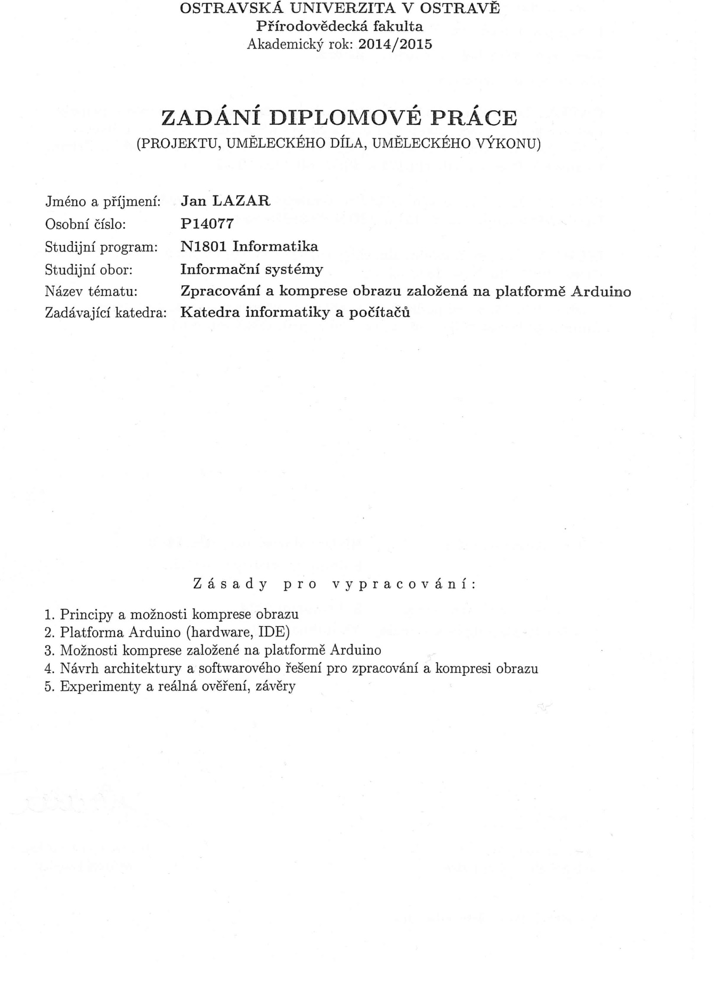 OSTRAVSKÁ UNIVERZITA V OSTRAVĚ
Přírodovědecká fakulta
Akademický rok: 2014/2015
ZADÁNÍ DIPLOMOVÉ PRÁCE
(PROJEKTU, UMĚLECKÉHO DÍLA, UMĚLECKÉHO VÝKONU)
Jméno a příjmení: Jan LAZAR
Osobní číslo: P14077
Studijní program: N1801 Informatika
Studijní obor: Informační systémy
Název tématu: Zpracování a komprese obrazu založená na platformě Arduino
Zadávající katedra: Katedra informatiky a počítačů
Zásady pro vypracování:
1. Principy a možnosti komprese obrazu
2. Platforma Arduino (hardware, IDE)
3. Možnosti komprese založené na platformě Arduino
4. Návrh architektury a softwarového řešení pro zpracování a kompresi obrazu
5. Experimenty a reálná ověření, závěry